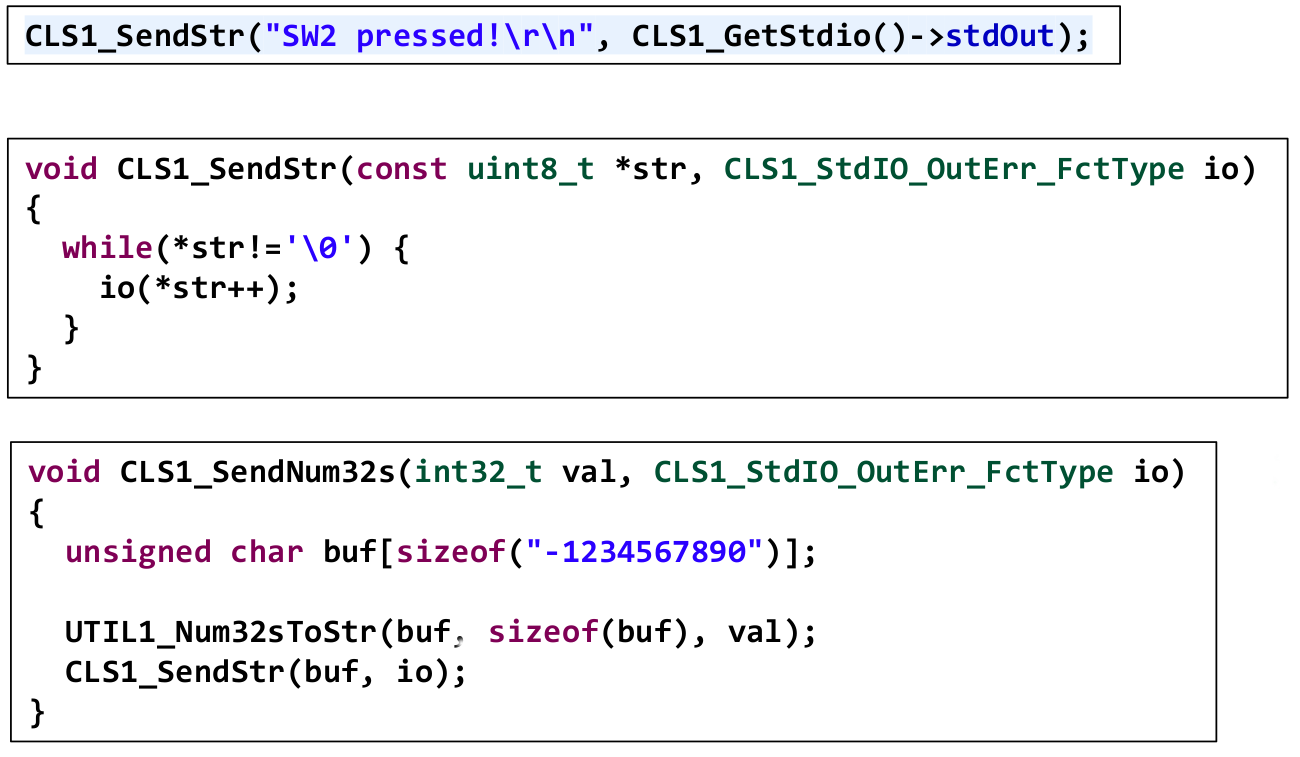 CLS1_SendStr("SW2 pressed!\r\n", CLS1_GetStdio()->stdOut);
void CLS1_SendStr(const uint8_t *str, CLS1_StdIO_OutErr_FctType io)
{
  while(*str!='\0') {
    io(*str++);
  }
}
void CLS1_SendNum32s(int32_t val, CLS1_StdIO_OutErr_FctType io)
{
  unsigned char buf[sizeof("-1234567890")];
  UTIL1_Num32sToStr(buf, sizeof(buf), val);
  CLS1_SendStr(buf, io);
}